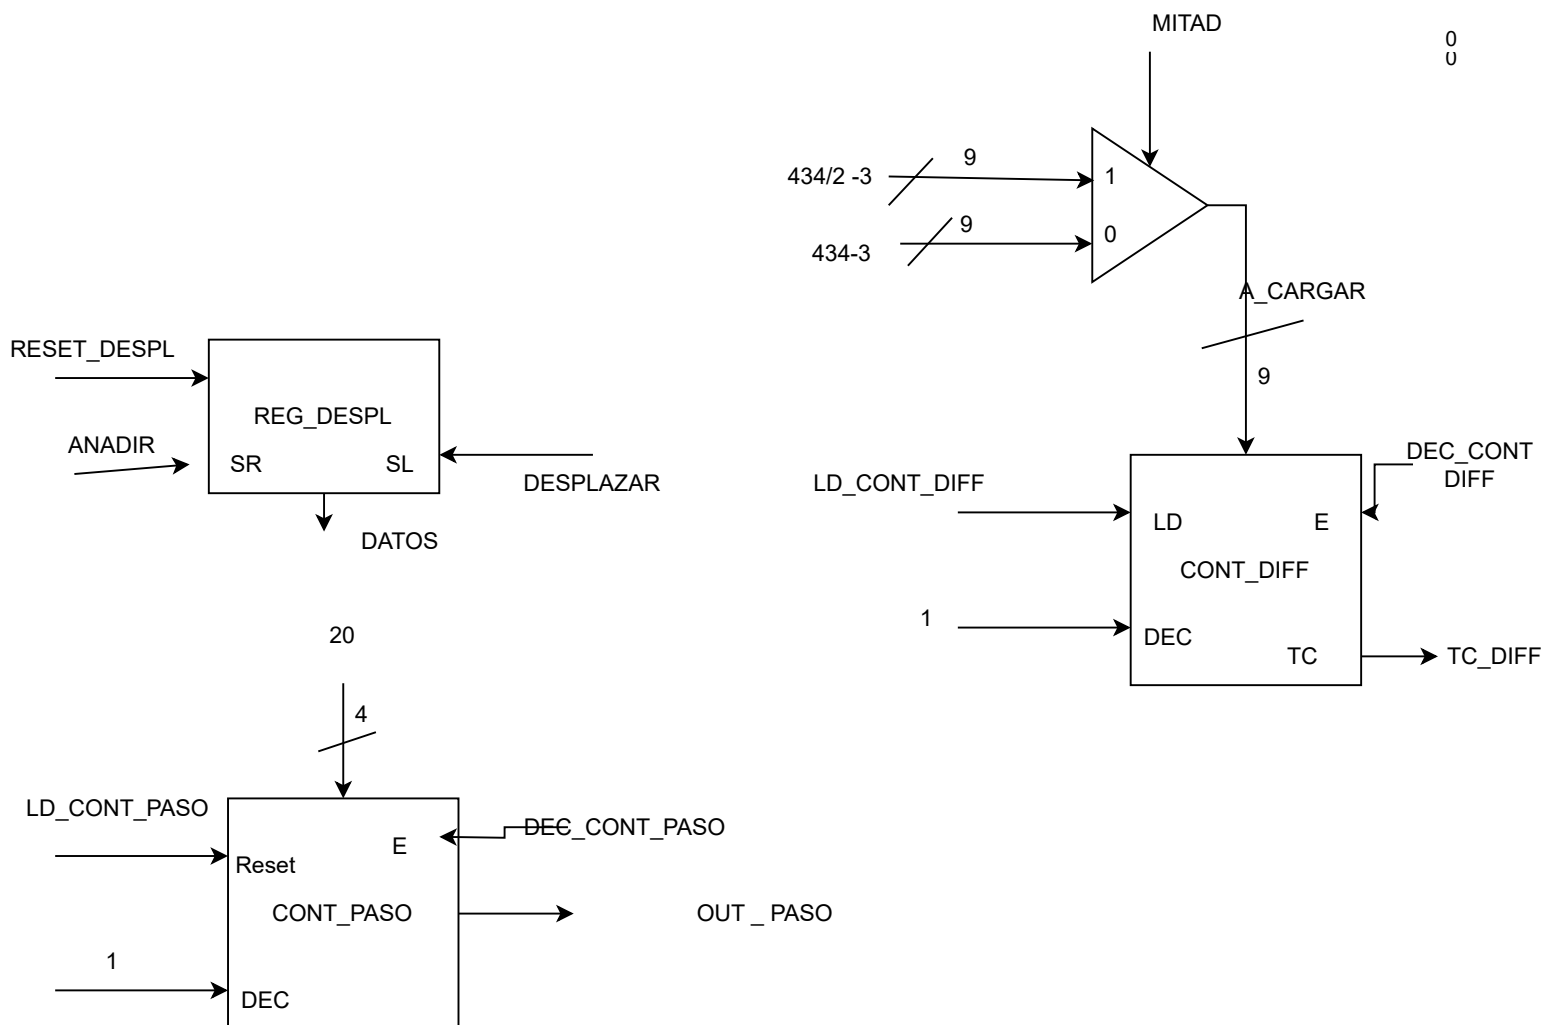 MITAD
0
0
434/2 -3
9
1
434-3
9
0
A_CARGAR
9
RESET_DESPL
REG_DESPL
ANADIR
SR
SL
DESPLAZAR
DATOS
LD_CONT_DIFF
DEC_CONT
DIFF
LD
E
CONT_DIFF
1
DEC
TC
TC_DIFF
20
4
LD_CONT_PASO
E
DEC_CONT_PASO
Reset
CONT_PASO
OUT _ PASO
1
DEC